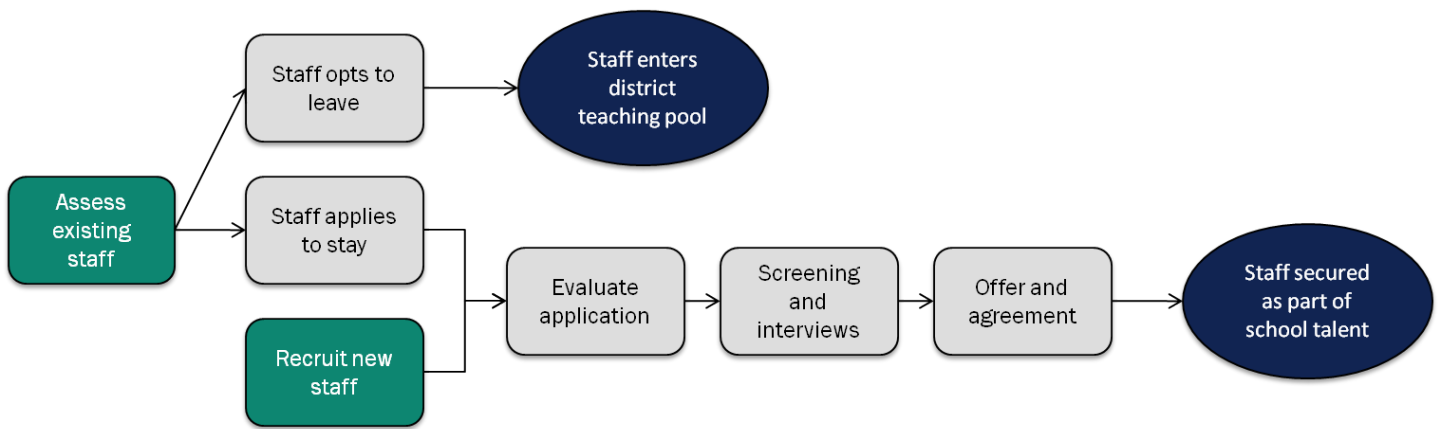 Staff opts to
leave
Staff enters
district
teaching pool
Assess
existing
staff
Staff applies
to stay
Recruit new
staff
Evaluate
application
Screening
and
interviews
Offer and
agreement
Staff secured
as part of
school talent